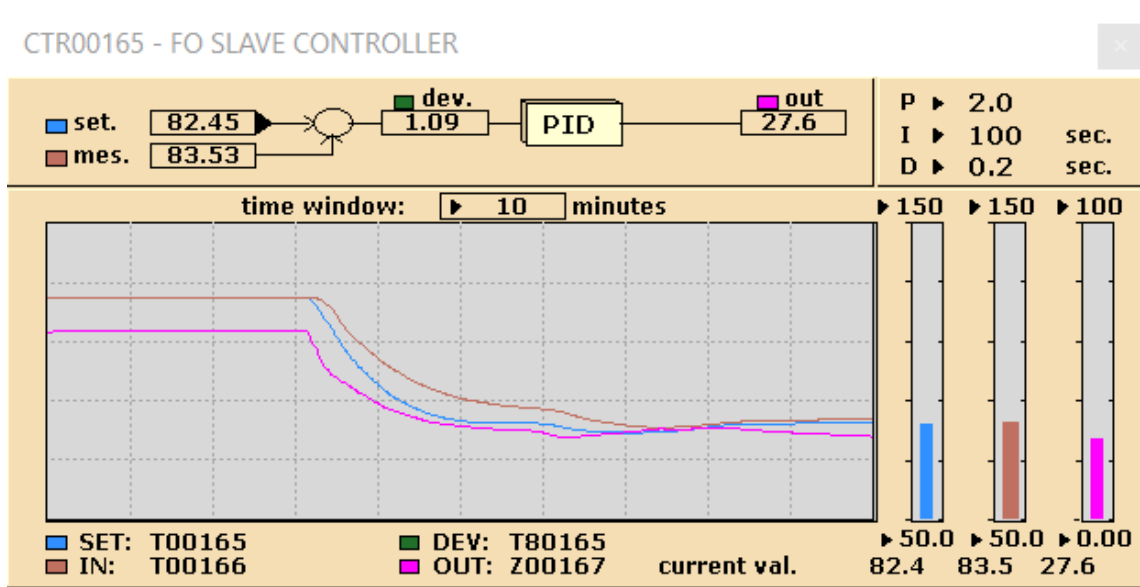 CTR00165 - FO SLAVE CONTROLLER
dev. out
set. 82.45 1.09 PID 27.6
mes. 83.53
P 2.0
I 100 sec.
D 0.2 sec.
time window: 10 minutes
150 150 100
50.0 50.0 0.00
SET: T00165 DEV: T80165
IN: T00166 OUT: Z00167 current val. 82.4 83.5 27.6